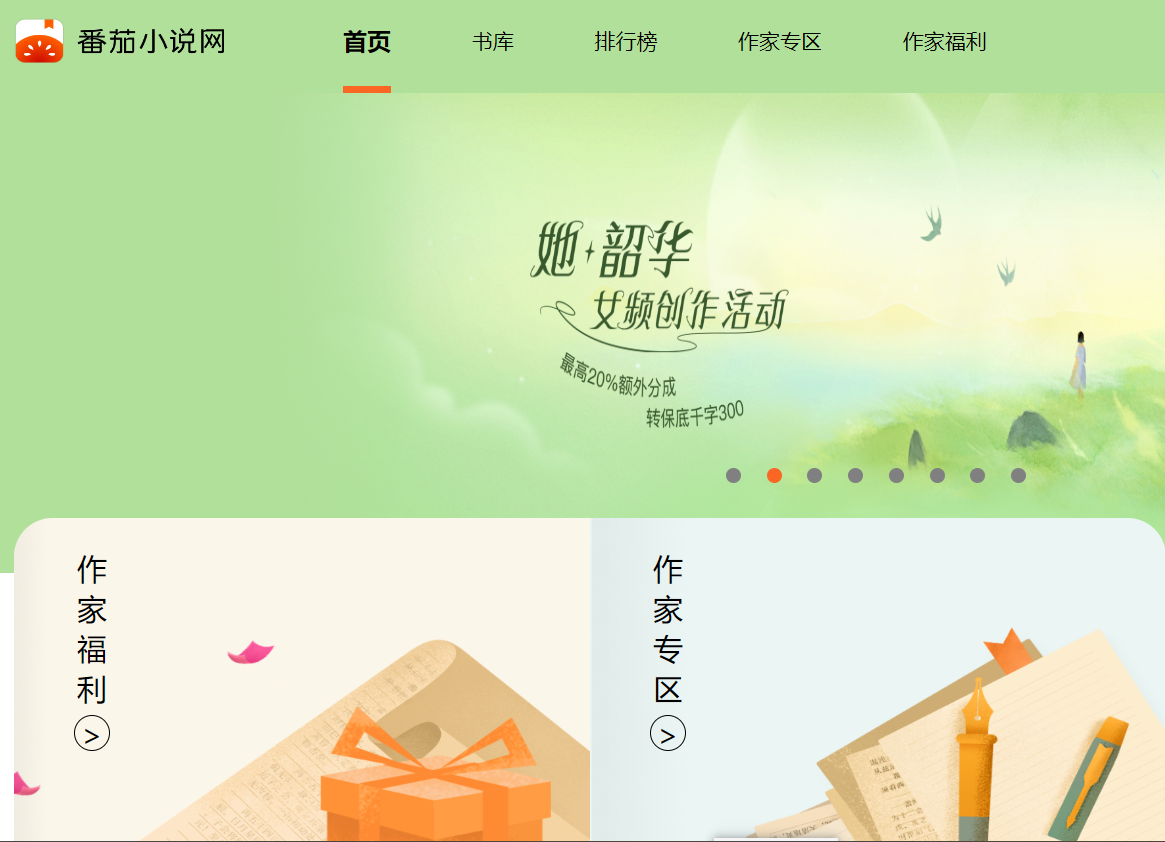 番茄小说网
首页
书库
排行榜
作家专区
作家福利
她·韶华
女频创作活动
最高20%额外分成
转保底千字300
作家福利
>
作家专区
>